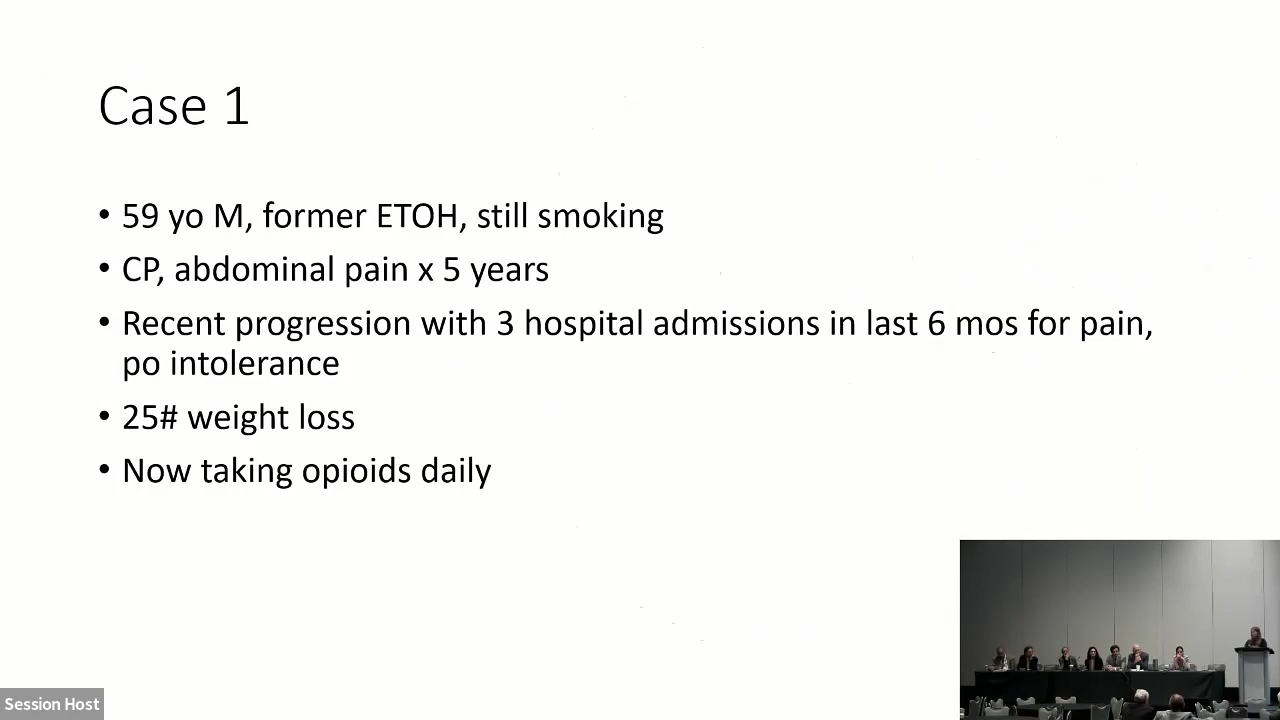 Case 1
• 59 yo M, former ETOH, still smoking
• CP, abdominal pain x 5 years
• Recent progression with 3 hospital admissions in last 6 mos for pain,
po intolerance
• 25# weight loss
• Now taking opioids daily
Session Host